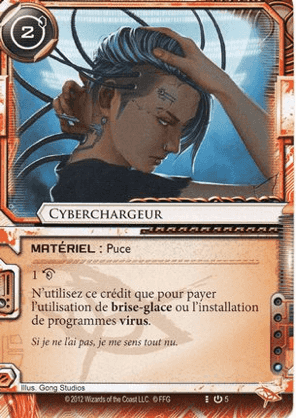 2
CYBERCHARGEUR
MATÉRIEL : Puce
1
N'utilisez ce crédit que pour payer
l'utilisation de brise-glace ou l'installation
de programmes virus.
Si je ne l'ai pas, je me sens tout nu.
Illus. Gong Studios
© 2012 Wizards of the Coast LLC. © FFG
5